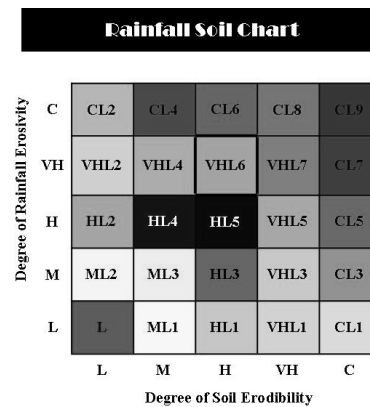 Rainfall Soil Chart
Degree of Rainfall Erosivity
C CL2 CL4 CL6 CL8 CL9
VH VHL2 VHL4 VHL6 VHL7 CL7
H HL2 HL4 HL5 VHL5 CL5
M ML2 ML3 HL3 VHL3 CL3
L L ML1 HL1 VHL1 CL1
L M H VH C
Degree of Soil Erodibility